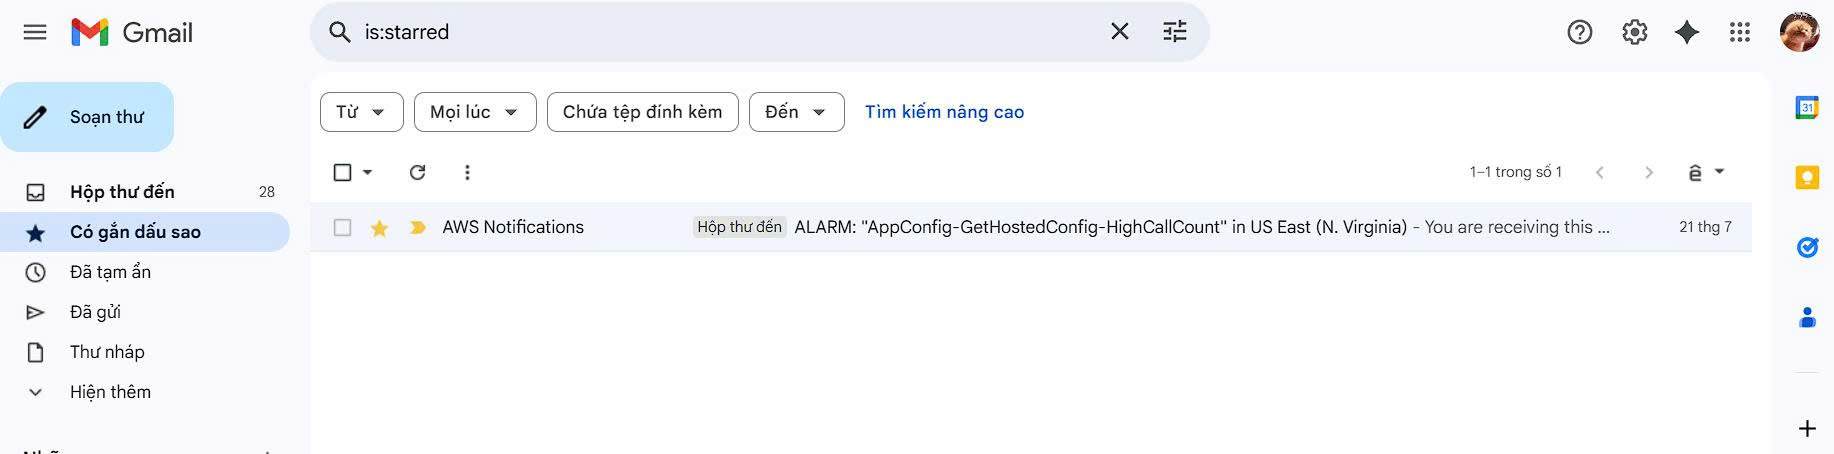 Gmail
is:starred
Soạn thư
Từ
Mọi lúc
Chứa tệp đính kèm
Đến
Tìm kiếm nâng cao
31
1–1 trong số 1
ê
Hộp thư đến 28
Có gắn dấu sao
AWS Notifications Hộp thư đến ALARM: "AppConfig-GetHostedConfig-HighCallCount" in US East (N. Virginia) - You are receiving this ... 21 thg 7
Đã tạm ẩn
Đã gửi
Thư nháp
Hiện thêm